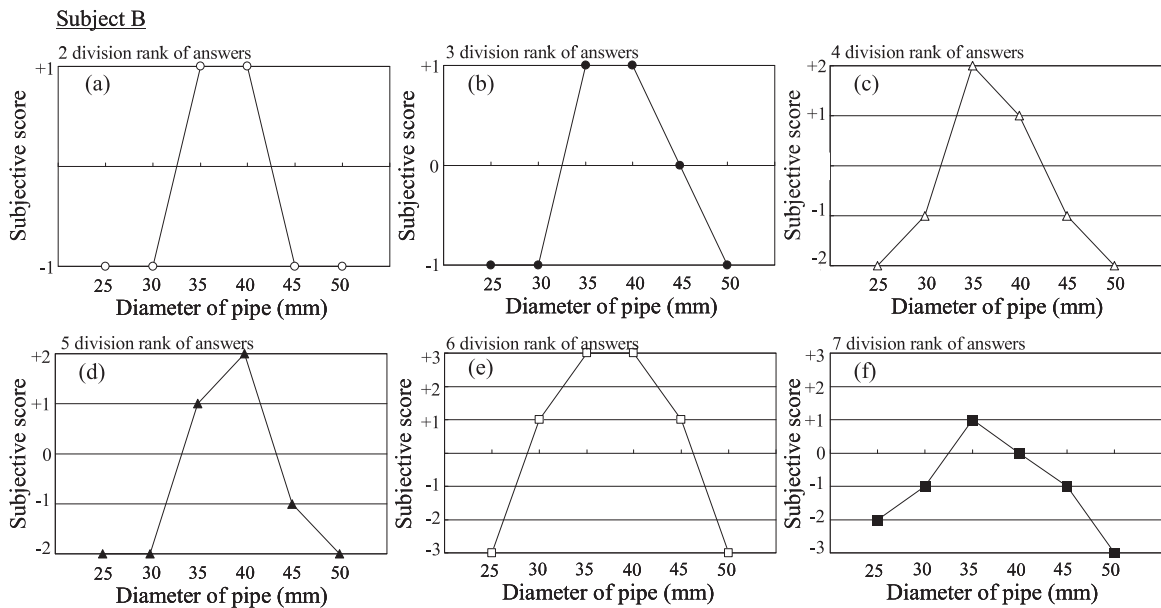 Subject B
2 division rank of answers
(a)
+1
-1
Subjective score
25 30 35 40 45 50
Diameter of pipe (mm)
3 division rank of answers
(b)
+1
0
-1
Subjective score
25 30 35 40 45 50
Diameter of pipe (mm)
4 division rank of answers
(c)
+2
+1
-1
-2
Subjective score
25 30 35 40 45 50
Diameter of pipe (mm)
5 division rank of answers
(d)
+2
+1
0
-1
-2
Subjective score
25 30 35 40 45 50
Diameter of pipe (mm)
6 division rank of answers
(e)
+3
+2
+1
-1
-2
-3
Subjective score
25 30 35 40 45 50
Diameter of pipe (mm)
7 division rank of answers
(f)
+3
+2
+1
0
-1
-2
-3
Subjective score
25 30 35 40 45 50
Diameter of pipe (mm)